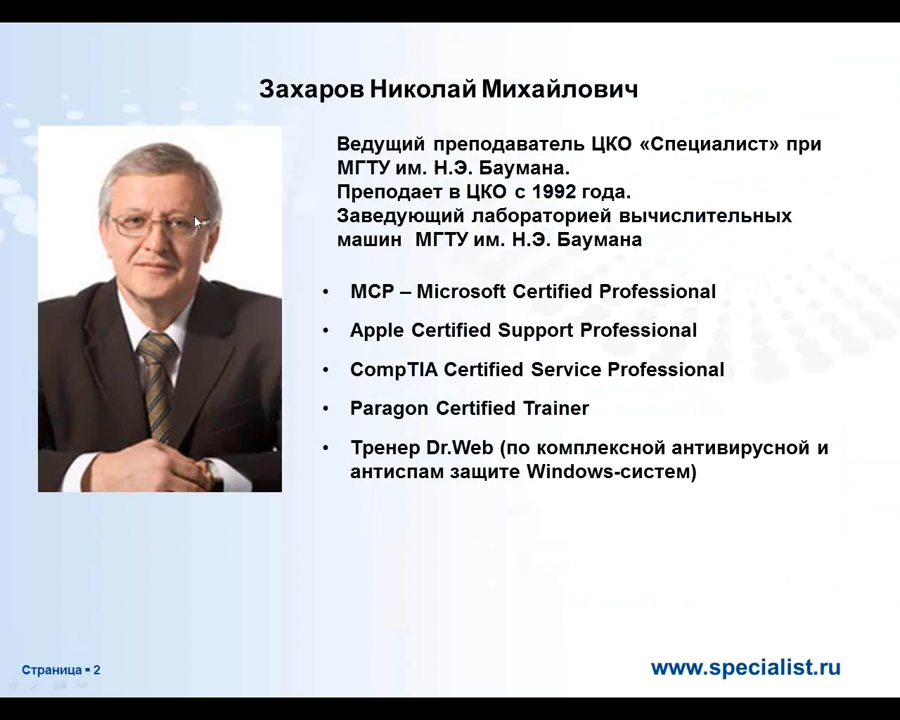 Захаров Николай Михайлович
Ведущий преподаватель ЦКО «Специалист» при
МГТУ им. Н.Э. Баумана.
Преподает в ЦКО с 1992 года.
Заведующий лабораторией вычислительных
машин МГТУ им. Н.Э. Баумана
• MCP – Microsoft Certified Professional
• Apple Certified Support Professional
• CompTIA Certified Service Professional
• Paragon Certified Trainer
• Тренер Dr.Web (по комплексной антивирусной и
антиспам защите Windows-систем)
Страница ▪ 2
www.specialist.ru